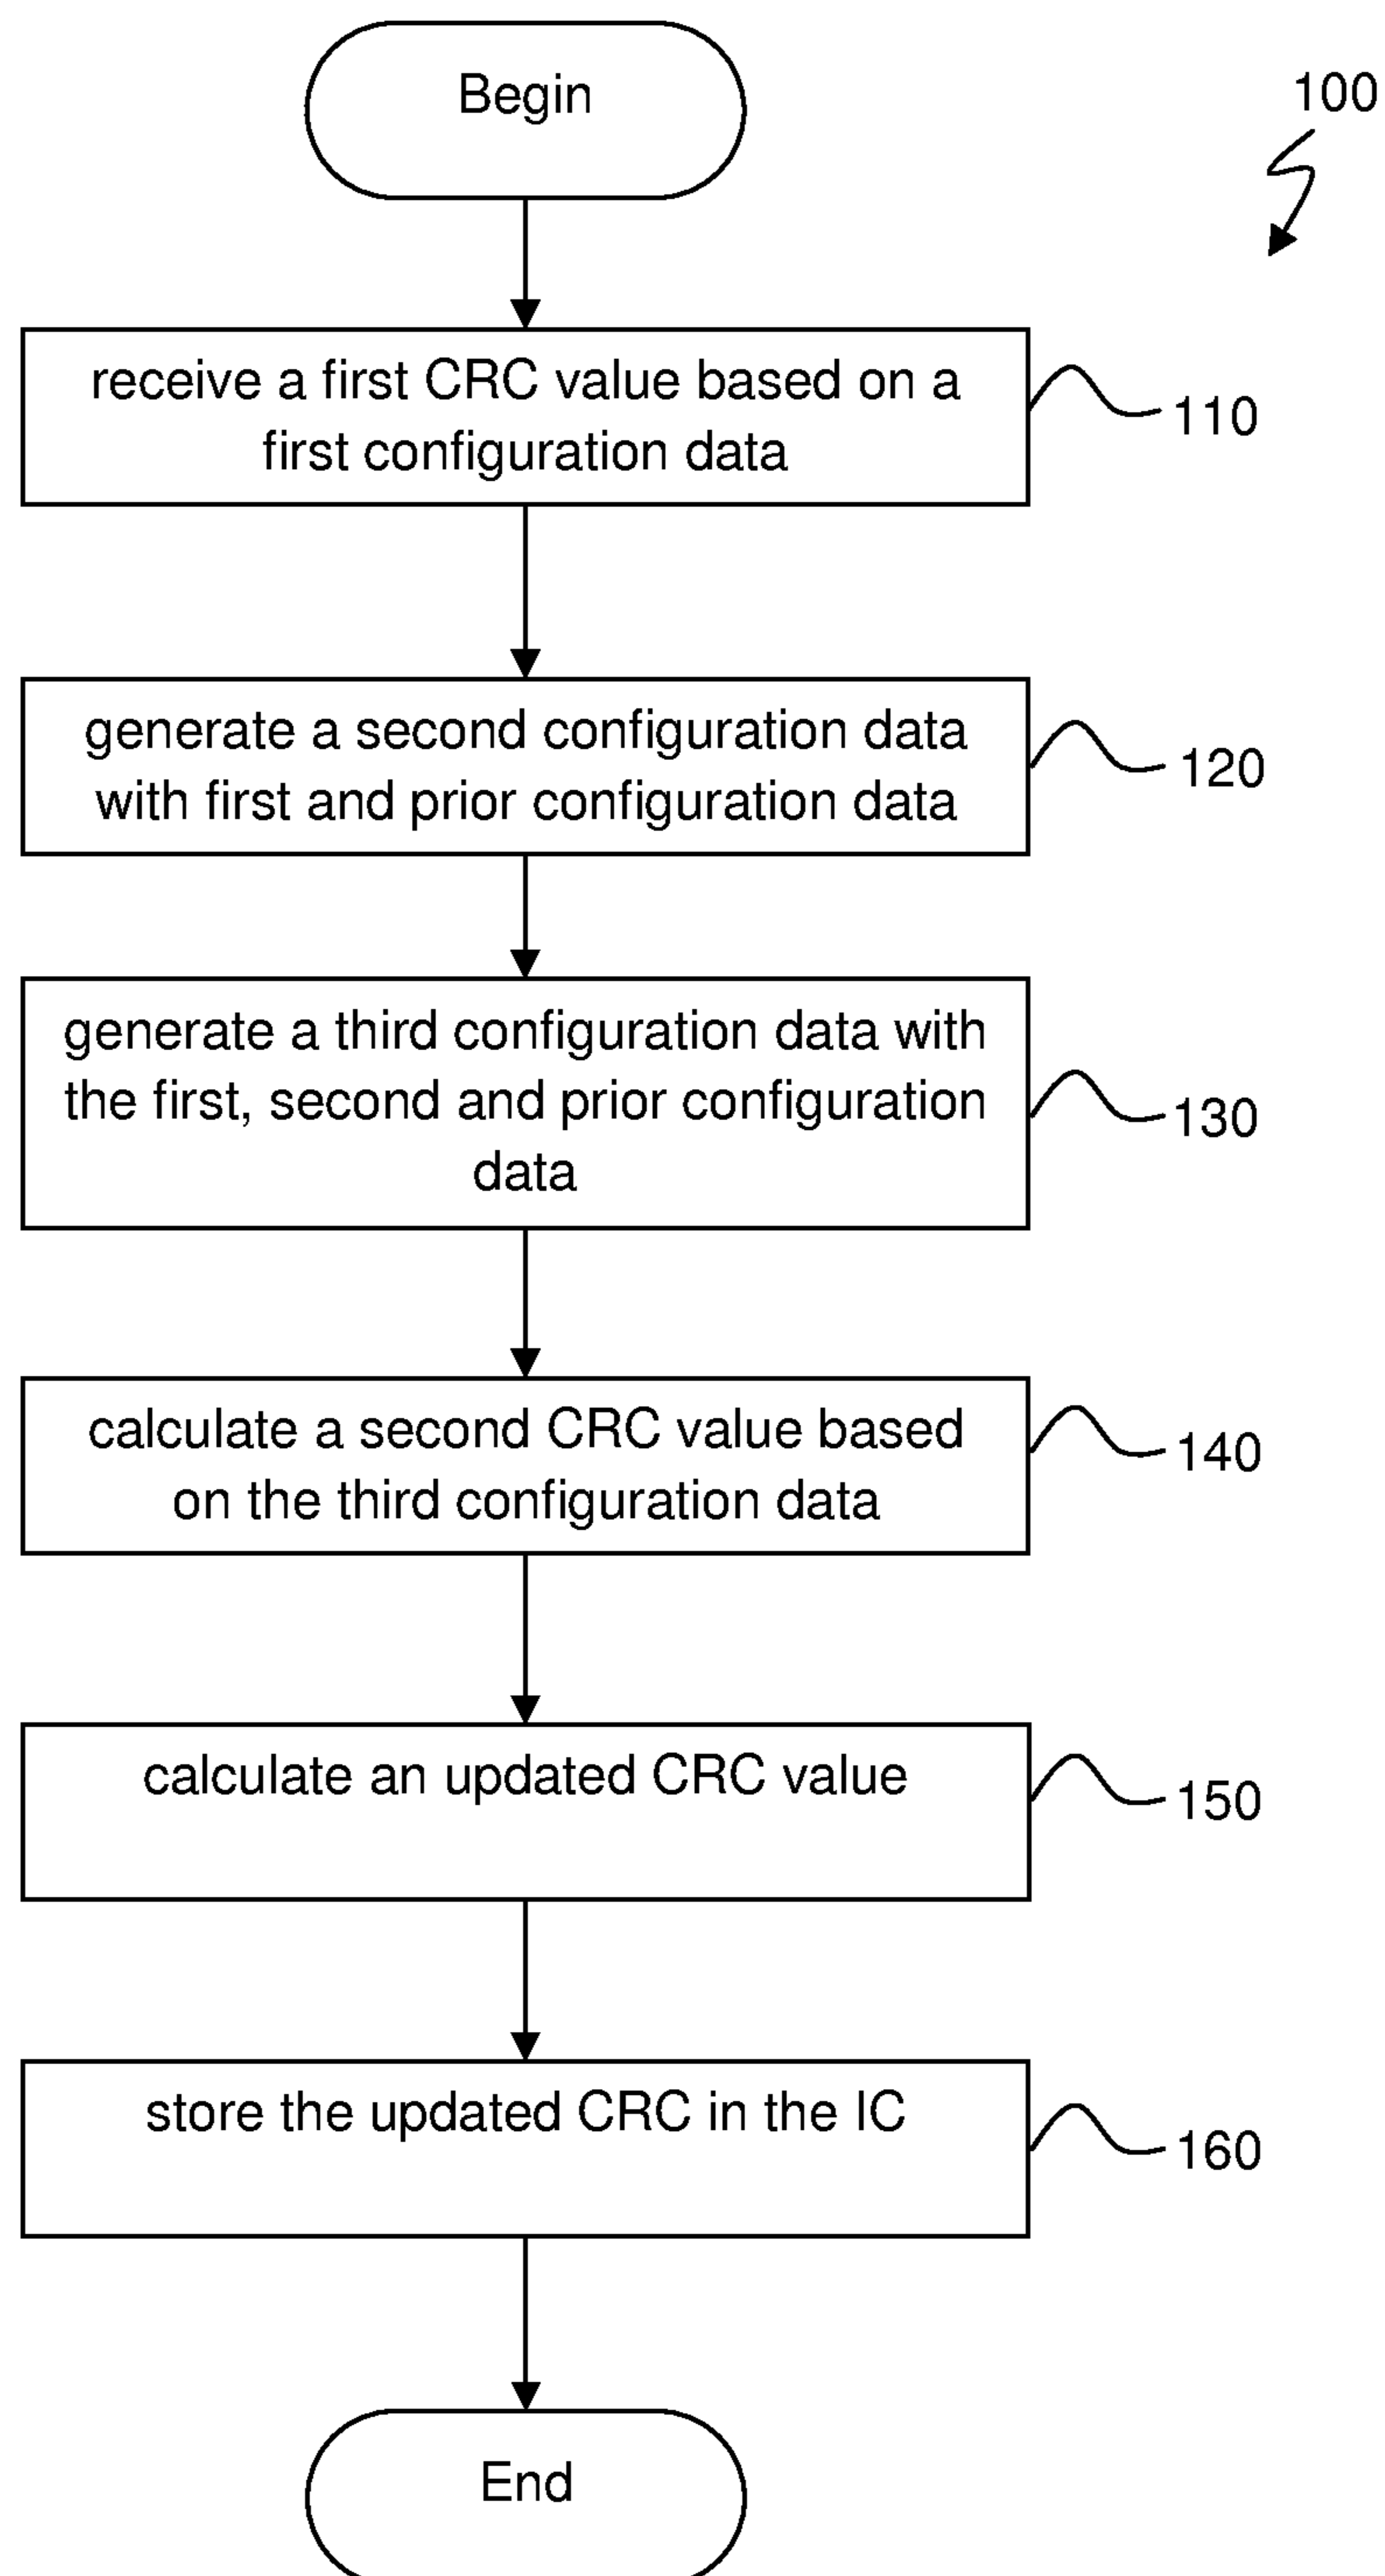 Begin
100
receive a first CRC value based on a
first configuration data
110
generate a second configuration data
with first and prior configuration data
120
generate a third configuration data with
the first, second and prior configuration
data
130
calculate a second CRC value based
on the third configuration data
140
calculate an updated CRC value
150
store the updated CRC in the IC
160
End